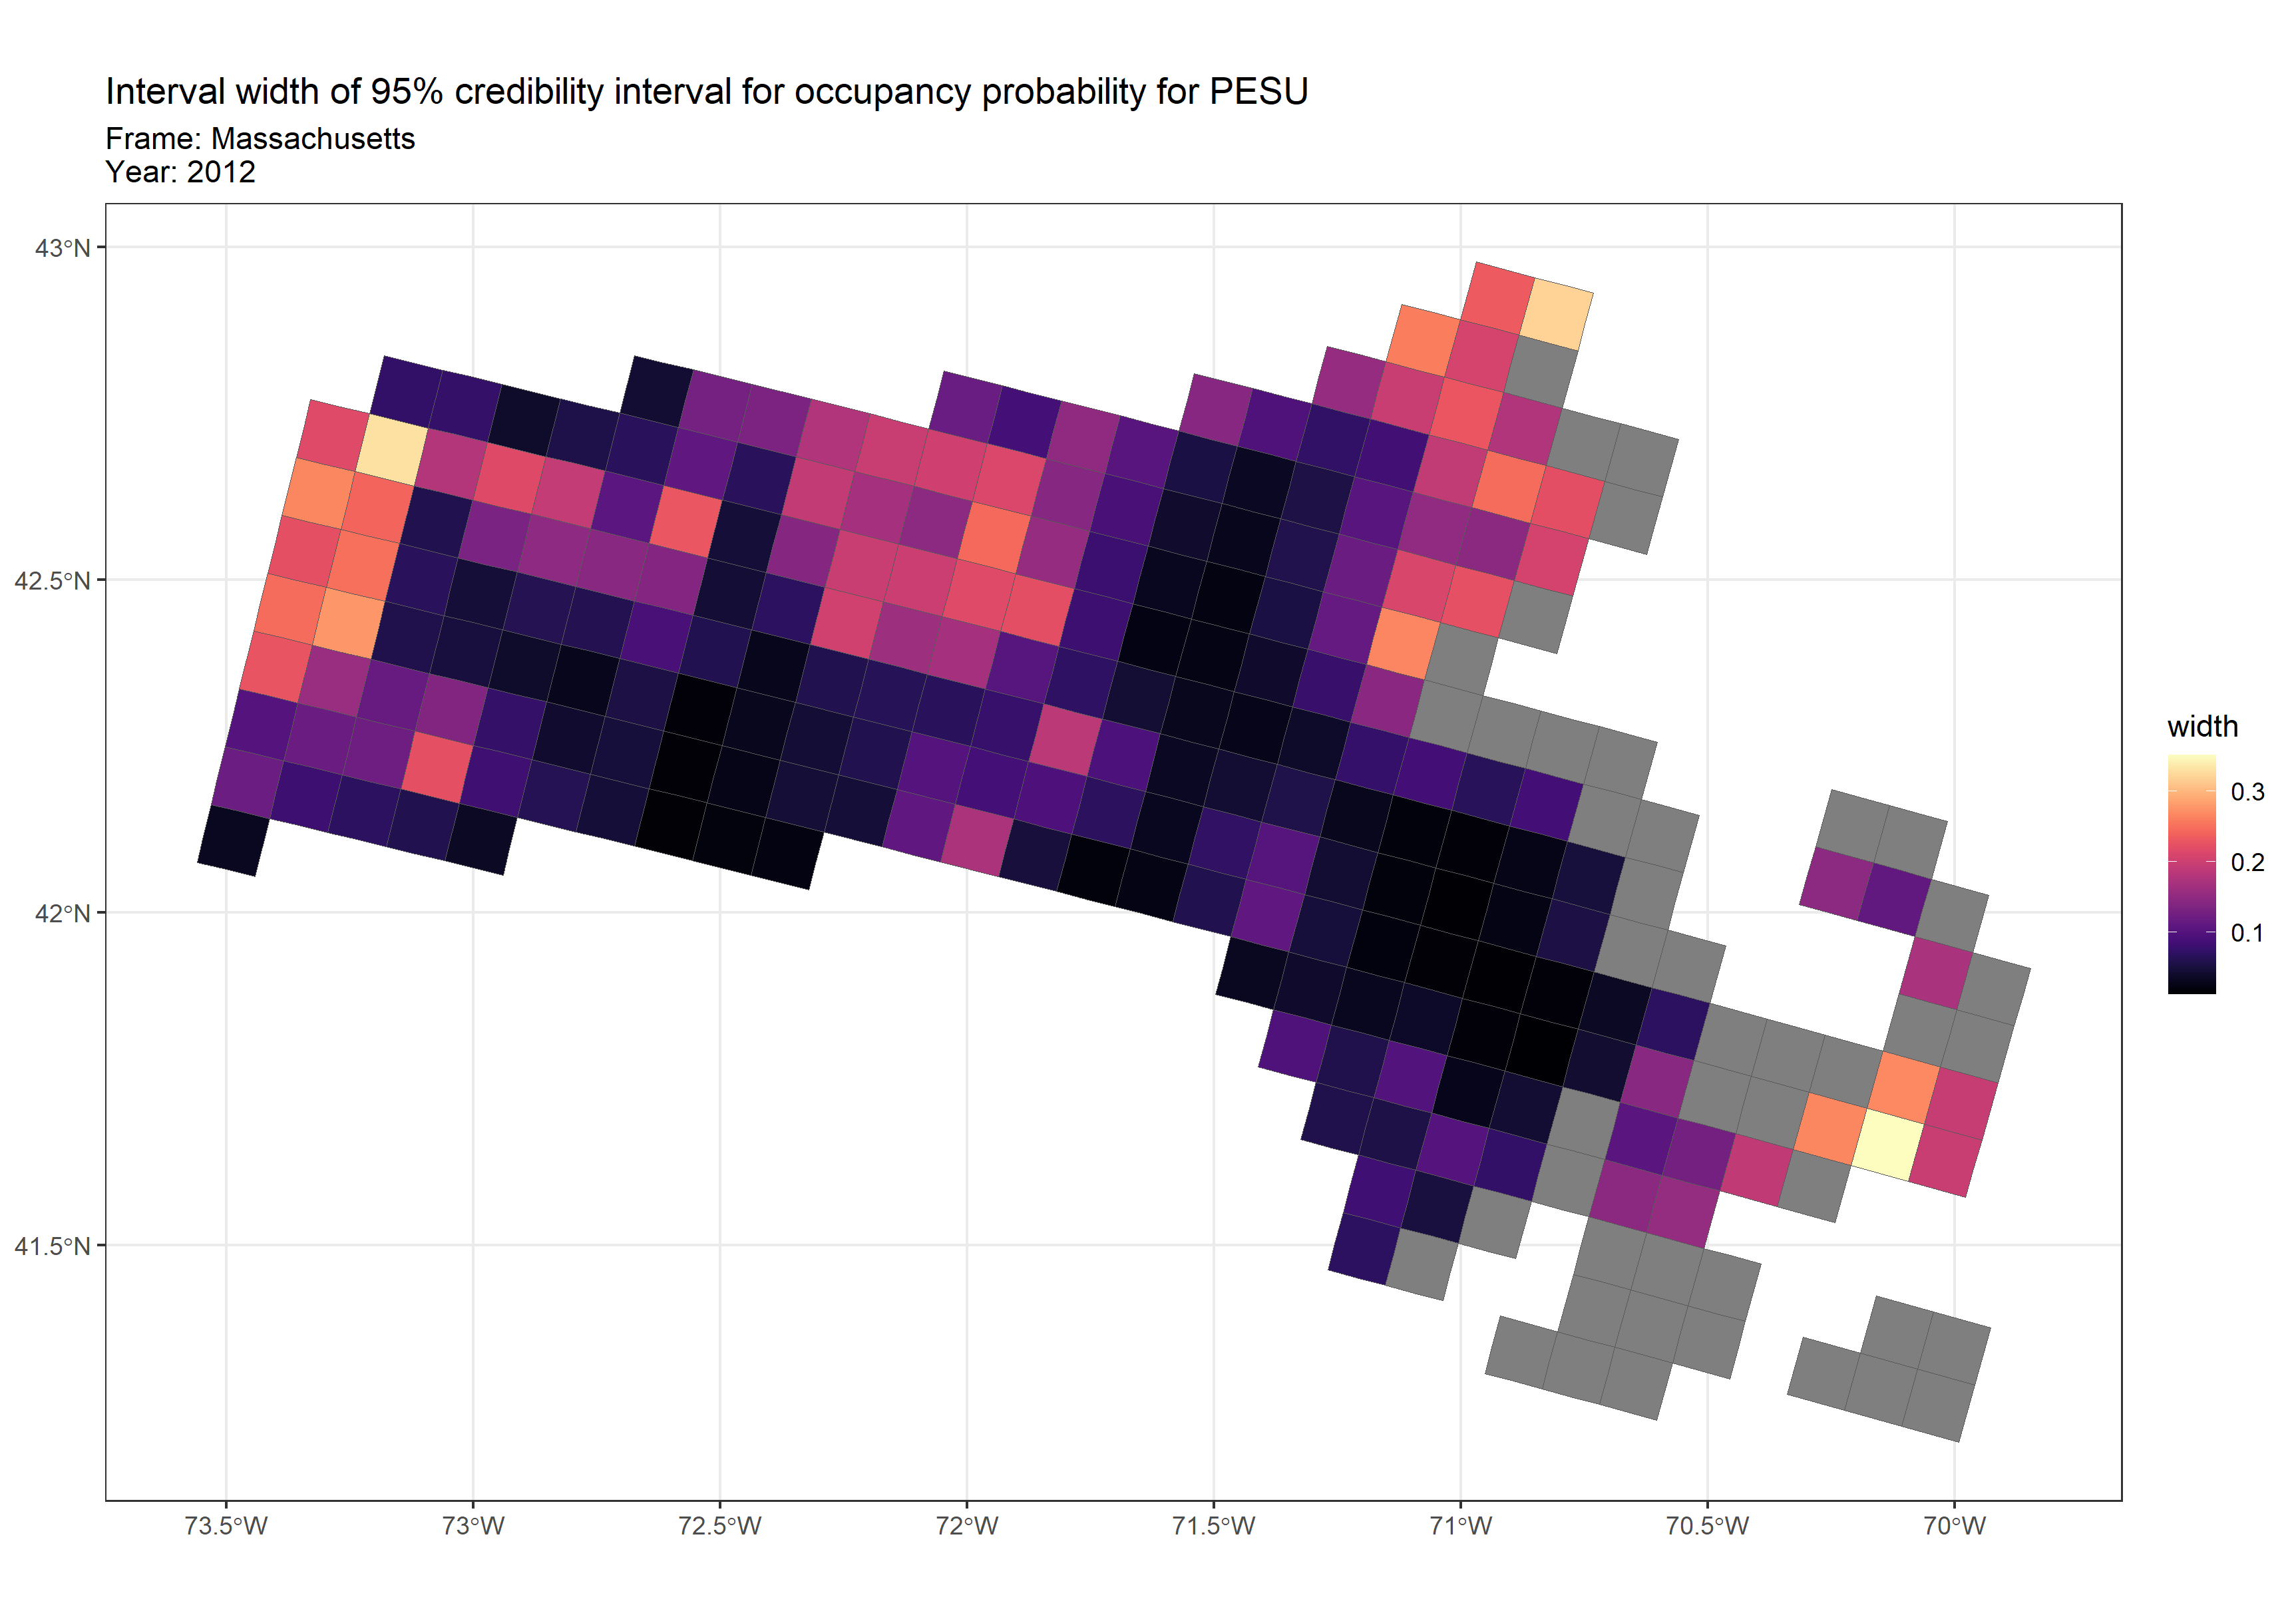 Interval width of 95% credibility interval for occupancy probability for PESU
Frame: Massachusetts
Year: 2012
43°N
42.5°N
42°N
41.5°N
73.5°W
73°W
72.5°W
72°W
71.5°W
71°W
70.5°W
70°W
width
0.3
0.2
0.1